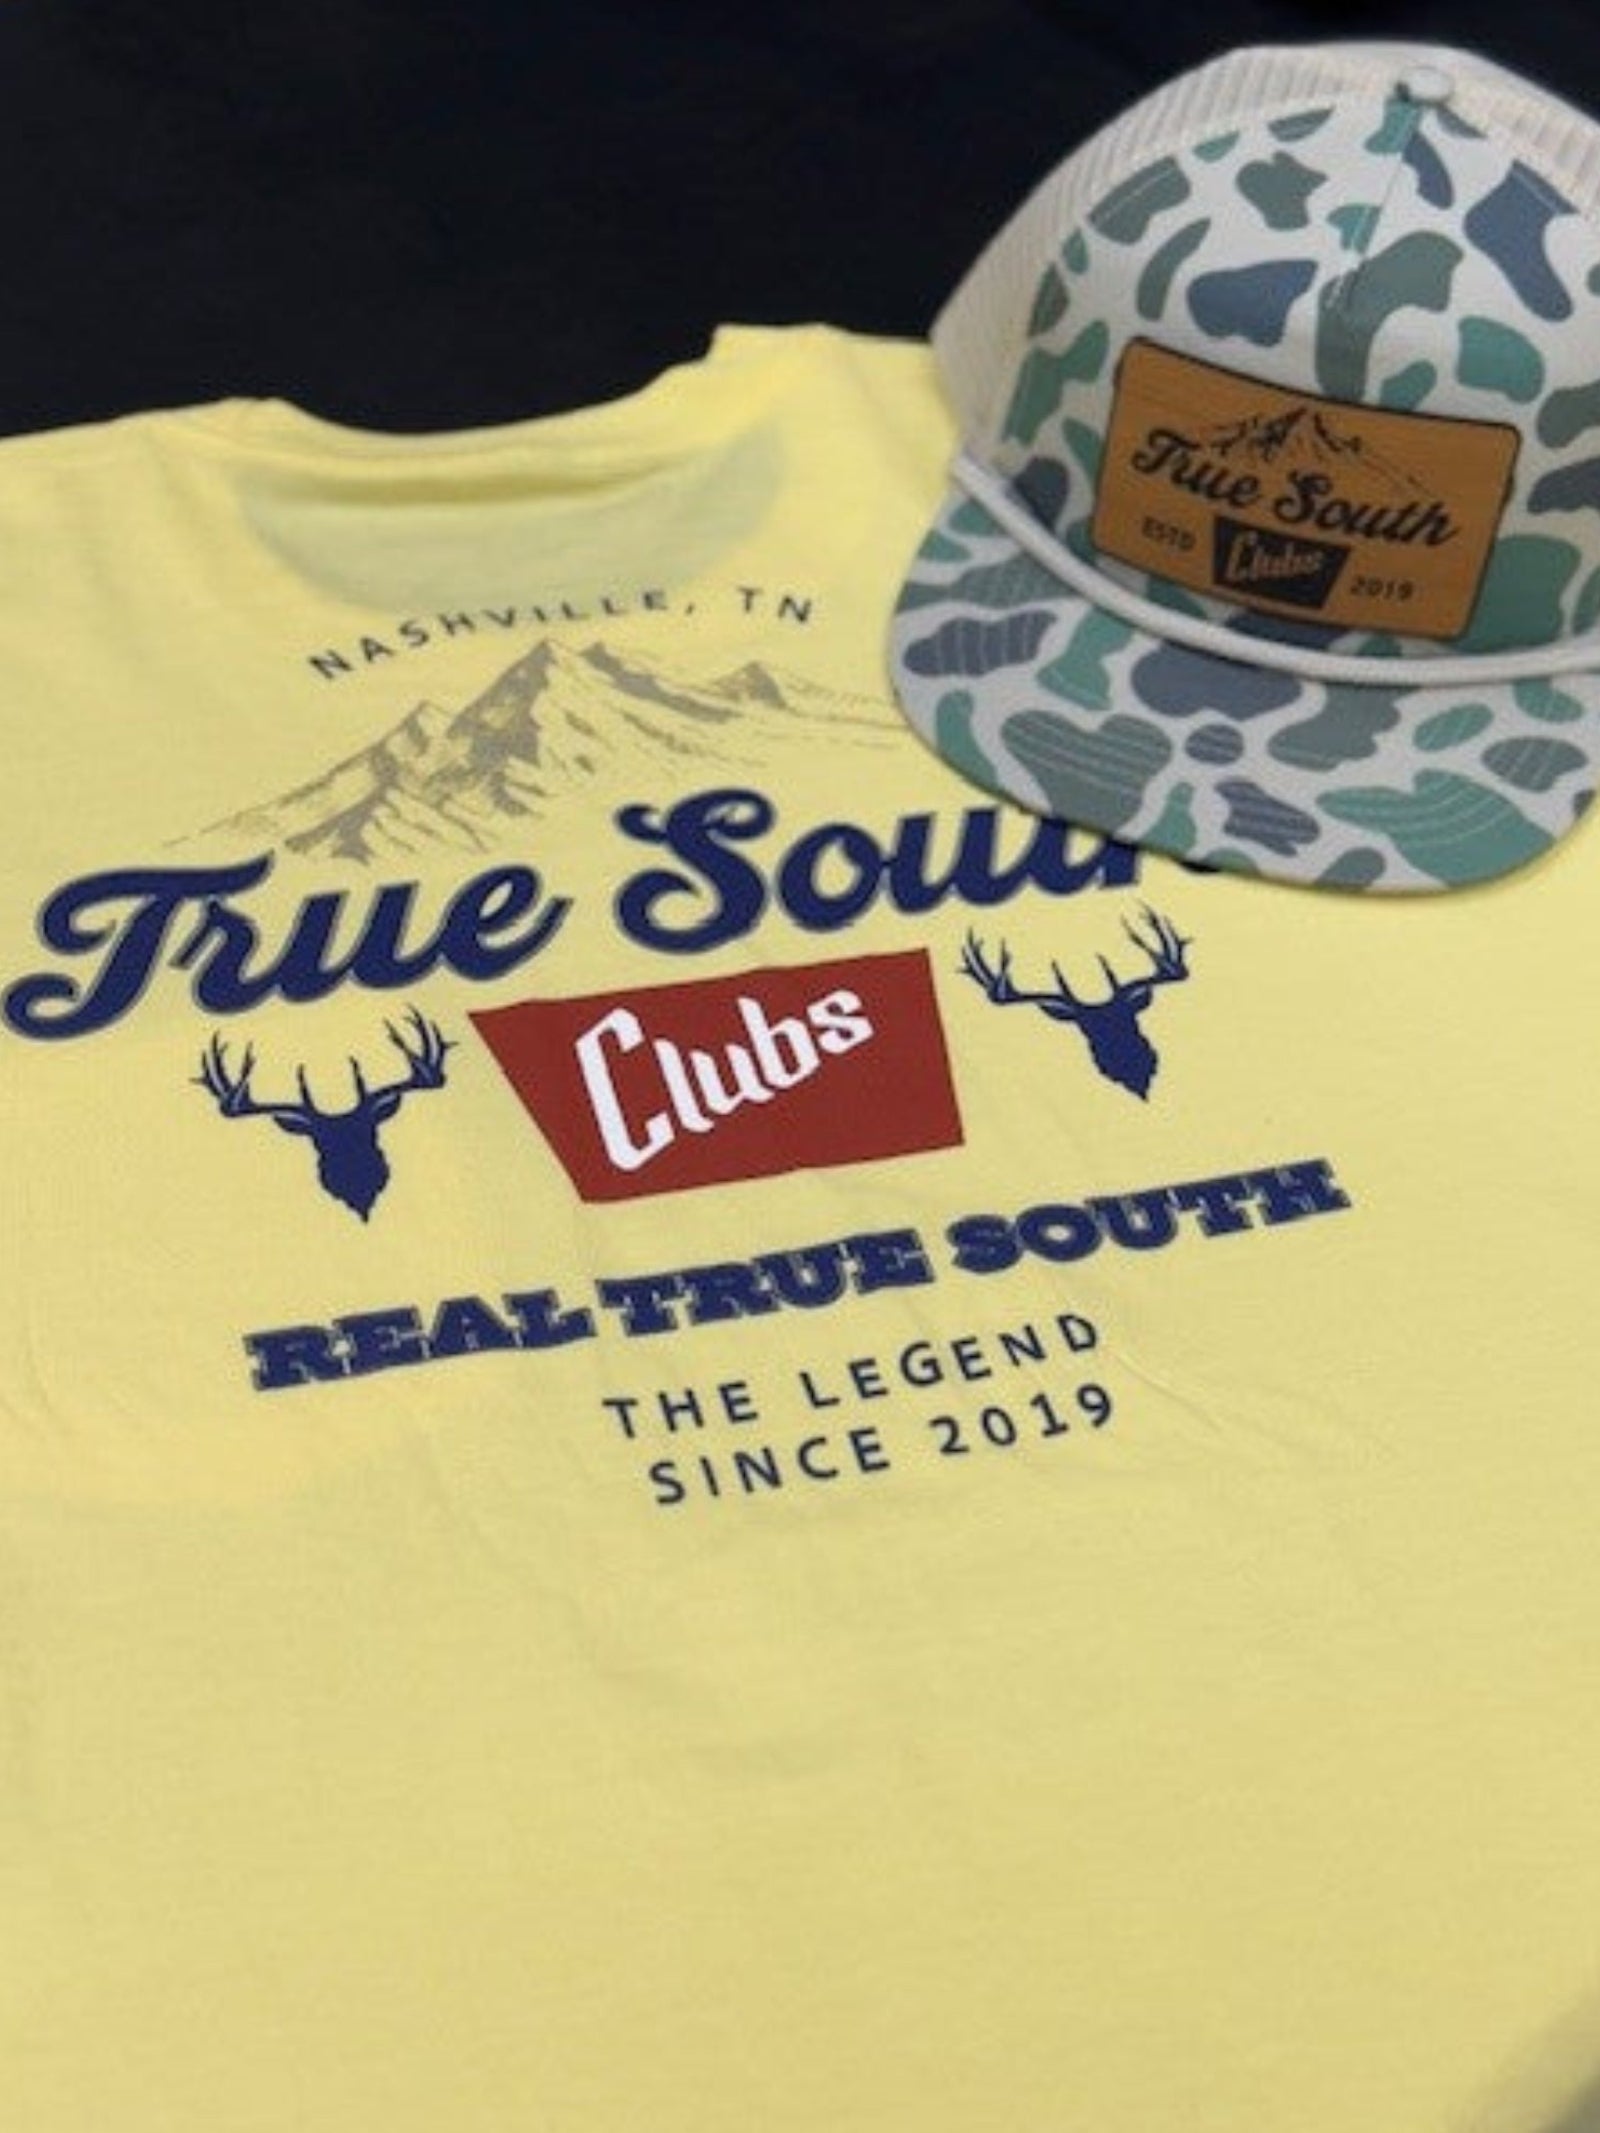 True South
ESTD Clubs 2019
NASHVILLE, TN
True South
Clubs
REAL TRUE SOUTH
THE LEGEND
SINCE 2019